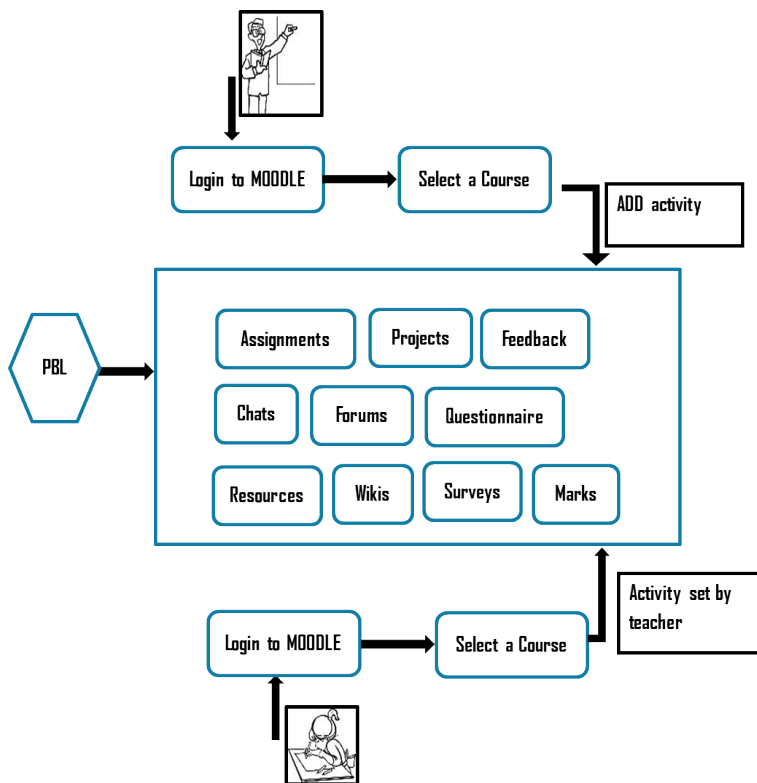 Login to MOODLE
Select a Course
ADD activity
Assignments
Projects
Feedback
PBL
Chats
Forums
Questionnaire
Resources
Wikis
Surveys
Marks
Activity set by
teacher
Login to MOODLE
Select a Course